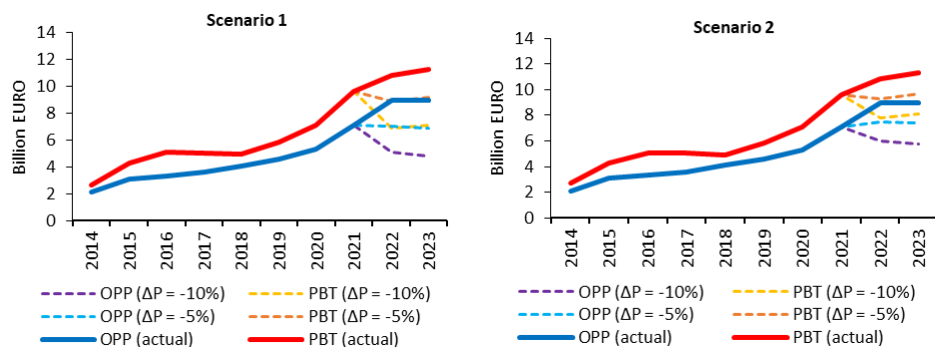 Scenario 1
14
12
10
8
6
4
2
0
Billion EURO
2014
2015
2016
2017
2018
2019
2020
2021
2022
2023
OPP (ΔP = -10%)
PBT (ΔP = -10%)
OPP (ΔP = -5%)
PBT (ΔP = -5%)
OPP (actual)
PBT (actual)
Scenario 2
14
12
10
8
6
4
2
0
Billion EURO
2014
2015
2016
2017
2018
2019
2020
2021
2022
2023
OPP (ΔP = -10%)
PBT (ΔP = -10%)
OPP (ΔP = -5%)
PBT (ΔP = -5%)
OPP (actual)
PBT (actual)